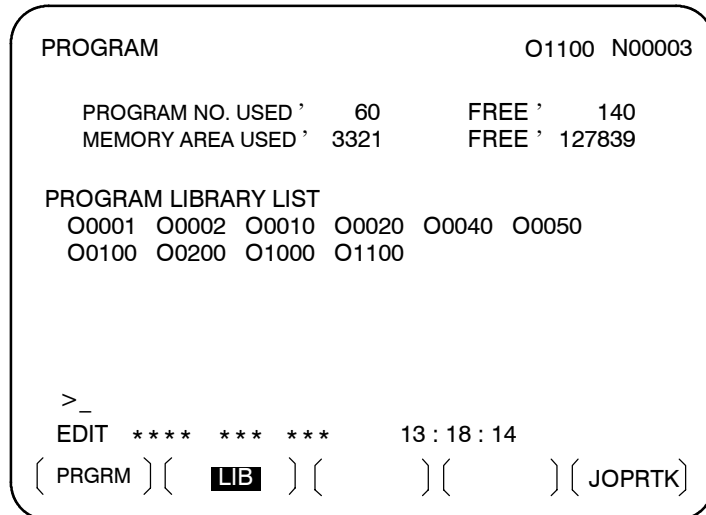 PROGRAM O1100 N00003
PROGRAM NO. USED ’ 60 FREE ’ 140
MEMORY AREA USED ’ 3321 FREE ’ 127839
PROGRAM LIBRARY LIST
O0001 O0002 O0010 O0020 O0040 O0050
O0100 O0200 O1000 O1100
>_
EDIT **** *** *** 13 : 18 : 14
( PRGRM ) ( LIB ) ( ) ( ) ( JOPRTK )